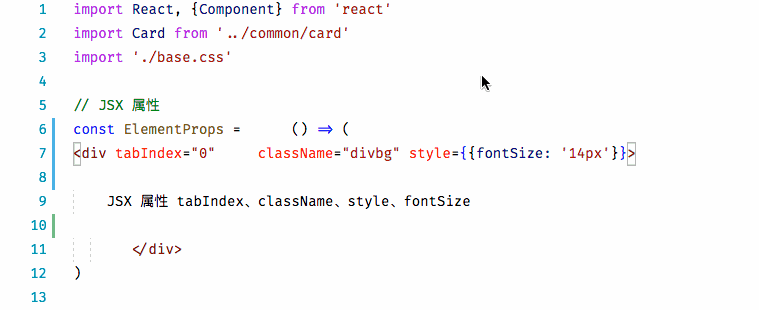 1 import React, {Component} from 'react'
2 import Card from '../common/card'
3 import './base.css'
4
5 // JSX 属性
6 const ElementProps =      () => (
7 <div tabIndex="0"     className="divbg" style={{fontSize: '14px'}}>
8
9     JSX 属性 tabIndex、className、style、fontSize
10
11        </div>
12 )
13